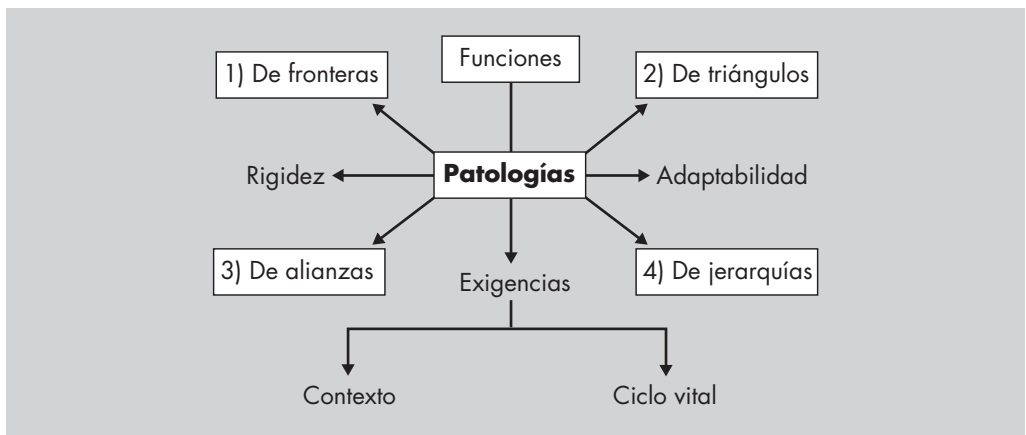 Funciones
1) De fronteras
2) De triángulos
Rigidez
Patologías
Adaptabilidad
3) De alianzas
Exigencias
4) De jerarquías
Contexto
Ciclo vital